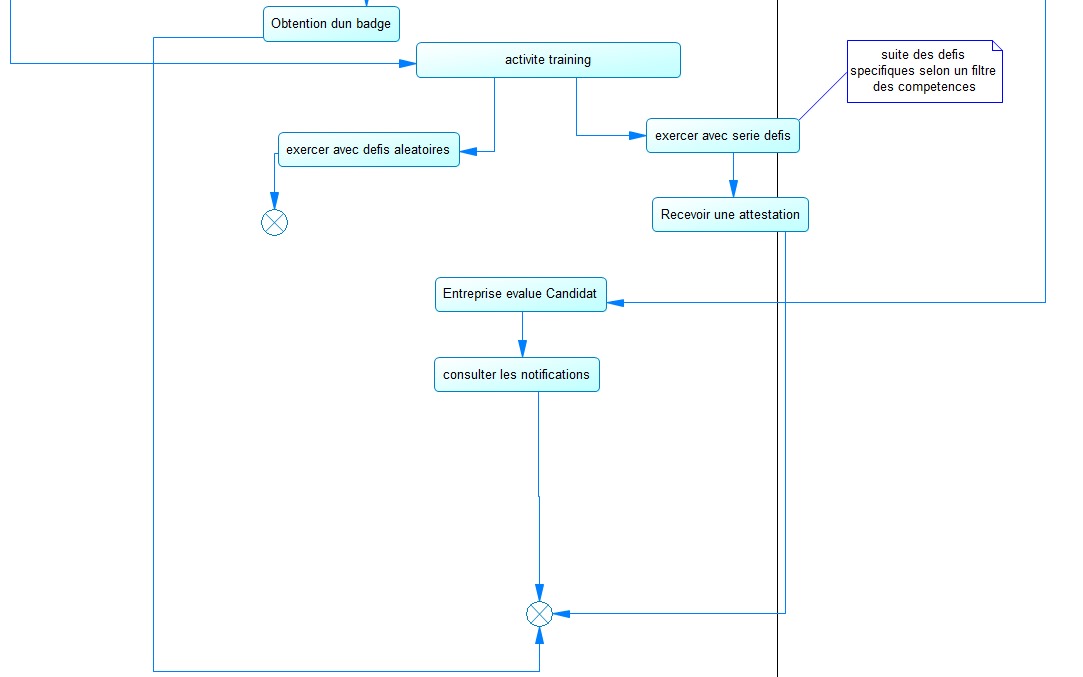 Obtention dun badge
activite training
suite des defis
specifiques selon un filtre
des competences
exercer avec defis aleatoires
exercer avec serie defis
Recevoir une attestation
Entreprise evalue Candidat
consulter les notifications